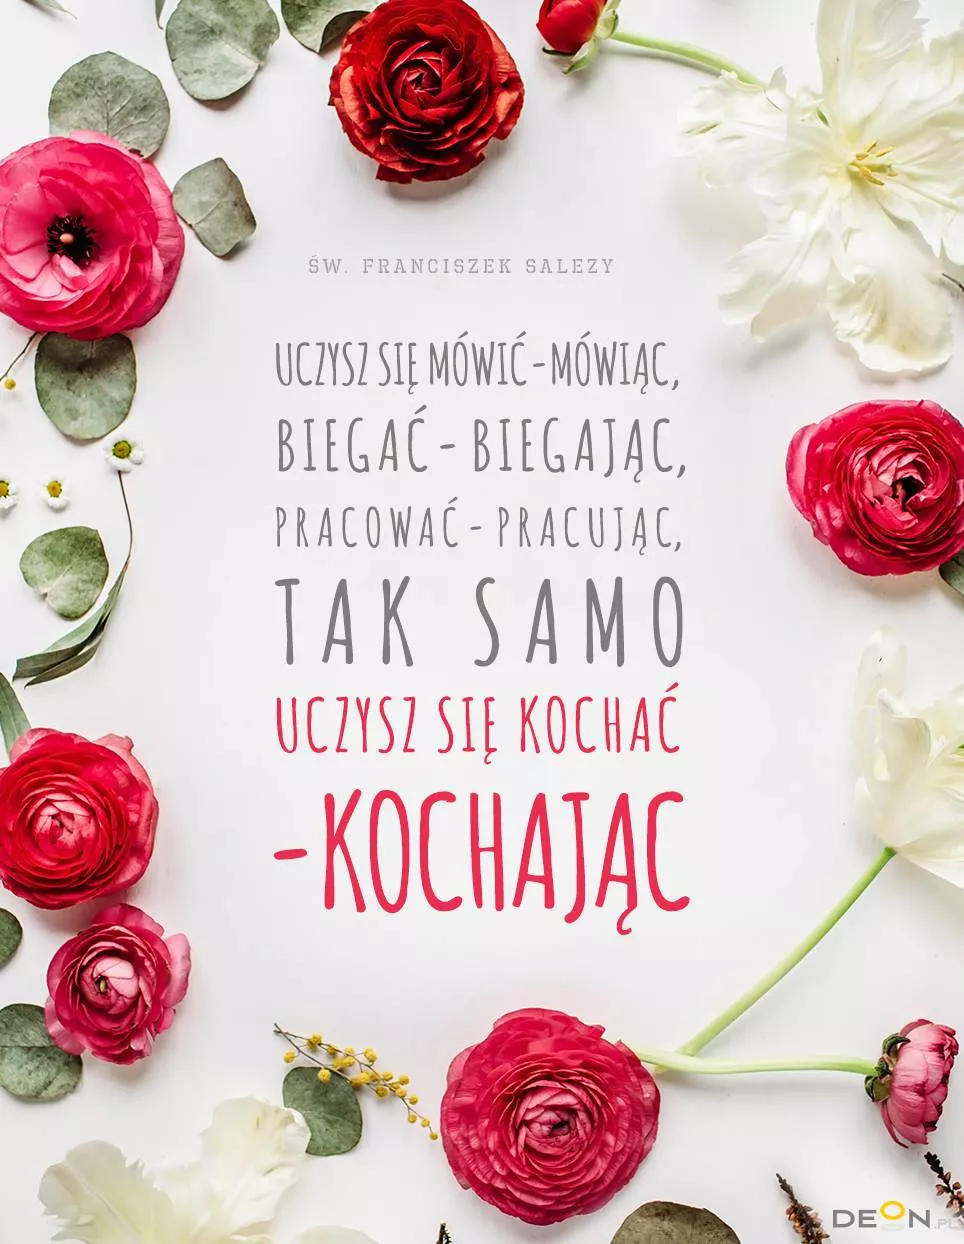 ŚW. FRANCISZEK SALEZY
UCZYSZ SIĘ MÓWIĆ-MÓWIĄC,
BIEGAĆ-BIEGAJĄC,
PRACOWAĆ-PRACUJĄC,
TAK SAMO
UCZYSZ SIĘ KOCHAĆ
-KOCHAJĄC
DEON.PL